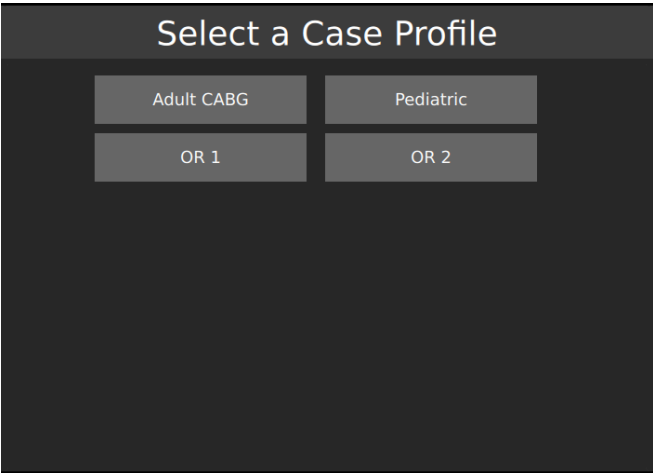 Select a Case Profile
Adult CABG
Pediatric
OR 1
OR 2